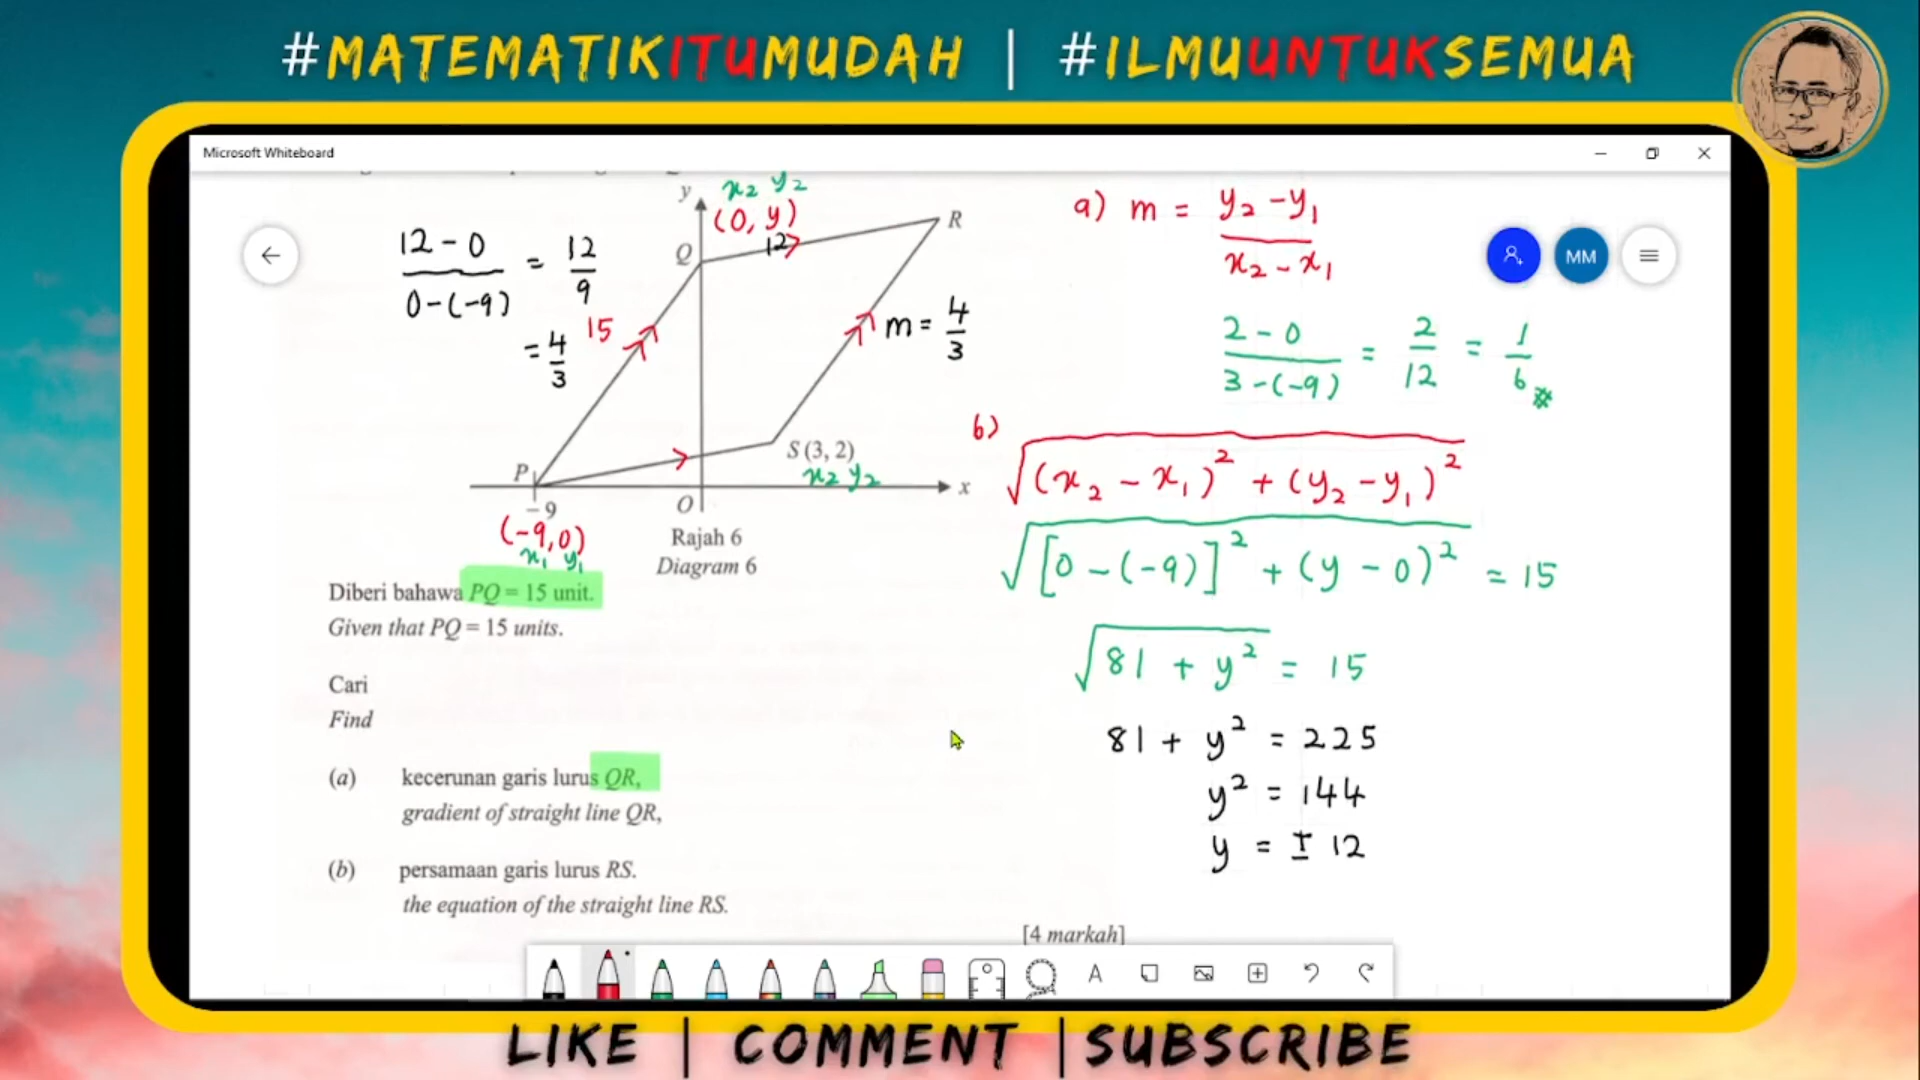 #MATEMATIKITUMUDAH | #ILMUUNTUKSEMUA
Microsoft Whiteboard
MM
y
x₂ y₂
(0, y)
12
Q
R
12 - 0 / 0 - (-9) = 12/9
= 4/3
15
m = 4/3
S (3, 2)
x₂ y₂
P
x
-9
O
(-9,0)
x₁ y₁
Rajah 6
Diagram 6
Diberi bahawa PQ = 15 unit.
Given that PQ = 15 units.
Cari
Find
(a) kecerunan garis lurus QR,
gradient of straight line QR,
(b) persamaan garis lurus RS.
the equation of the straight line RS.
[4 markah]
a) m = y₂ - y₁ / x₂ - x₁
2 - 0 / 3 - (-9) = 2/12 = 1/6
b)
√(x₂ - x₁)² + (y₂ - y₁)²
√[0 - (-9)]² + (y - 0)² = 15
√81 + y² = 15
81 + y² = 225
y² = 144
y = ± 12
A
LIKE | COMMENT | SUBSCRIBE